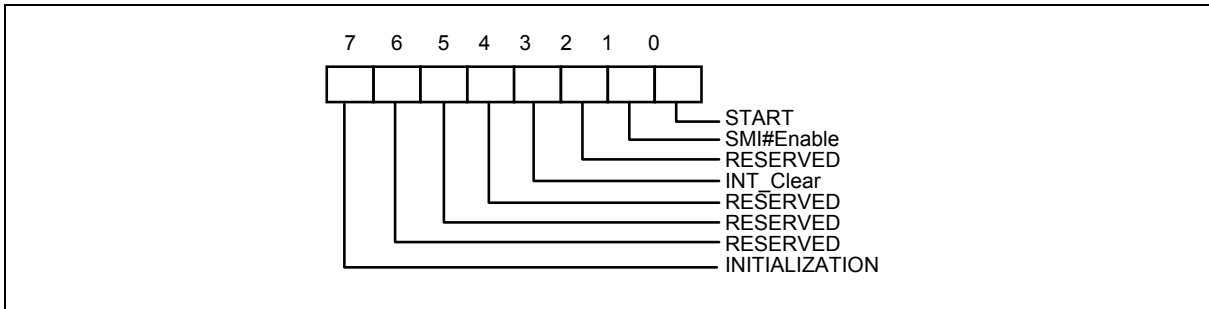 7 6 5 4 3 2 1 0
START
SMI#Enable
RESERVED
INT_Clear
RESERVED
RESERVED
RESERVED
INITIALIZATION